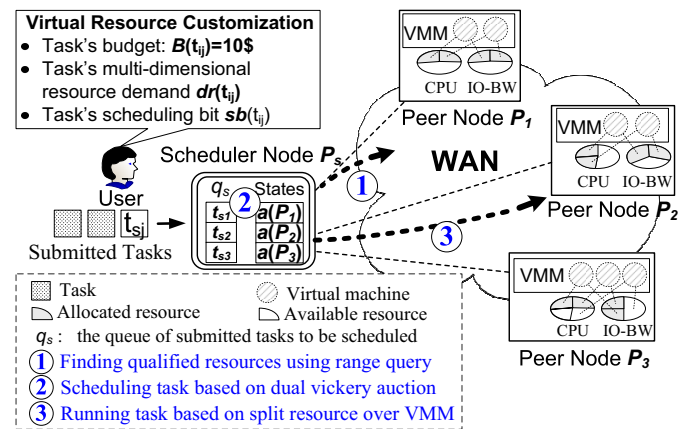 Virtual Resource Customization
• Task's budget: B(tij)=10$
• Task's multi-dimensional
resource demand dr(tij)
• Task's scheduling bit sb(tij)
User
tsj
Submitted Tasks
Scheduler Node Ps
qs States
2
ts1 a(P1)
ts2 a(P2)
ts3 a(P3)
1
WAN
3
VMM
CPU IO-BW
Peer Node P1
VMM
CPU IO-BW
Peer Node P2
VMM
CPU IO-BW
Peer Node P3
Task Virtual machine
Allocated resource Available resource
qs : the queue of submitted tasks to be scheduled
1 Finding qualified resources using range query
2 Scheduling task based on dual vickery auction
3 Running task based on split resource over VMM